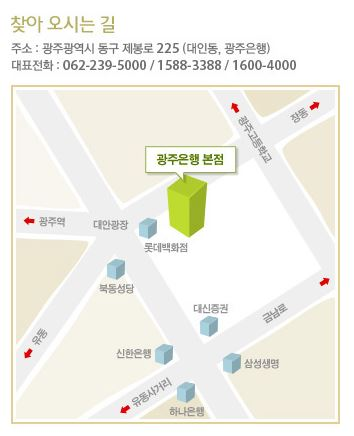 찾아 오시는 길
주소 : 광주광역시 동구 제봉로 225 (대인동, 광주은행)
대표전화 : 062-239-5000 / 1588-3388 / 1600-4000
장동
광주고등학교
광주은행 본점
광주역
대안광장
롯데백화점
북동성당
대신증권
금남로
유동
신한은행
삼성생명
유동사거리
하나은행